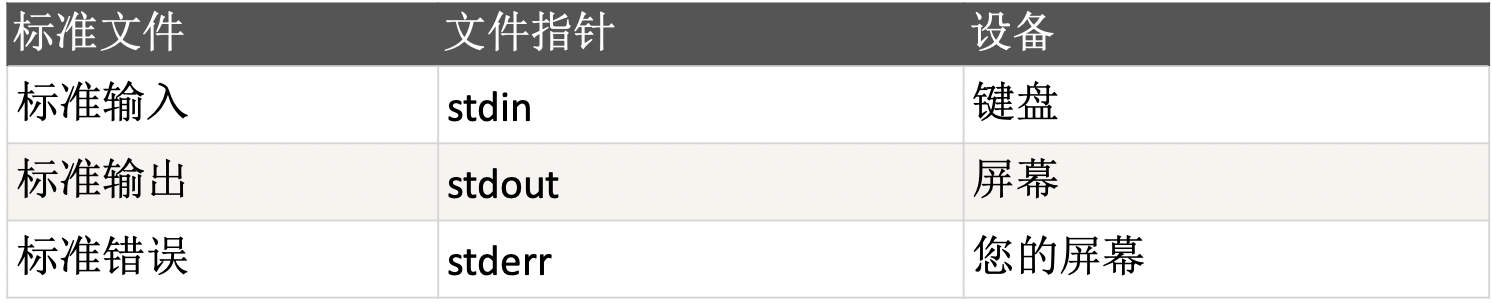 标准文件 文件指针 设备
标准输入 stdin 键盘
标准输出 stdout 屏幕
标准错误 stderr 您的屏幕